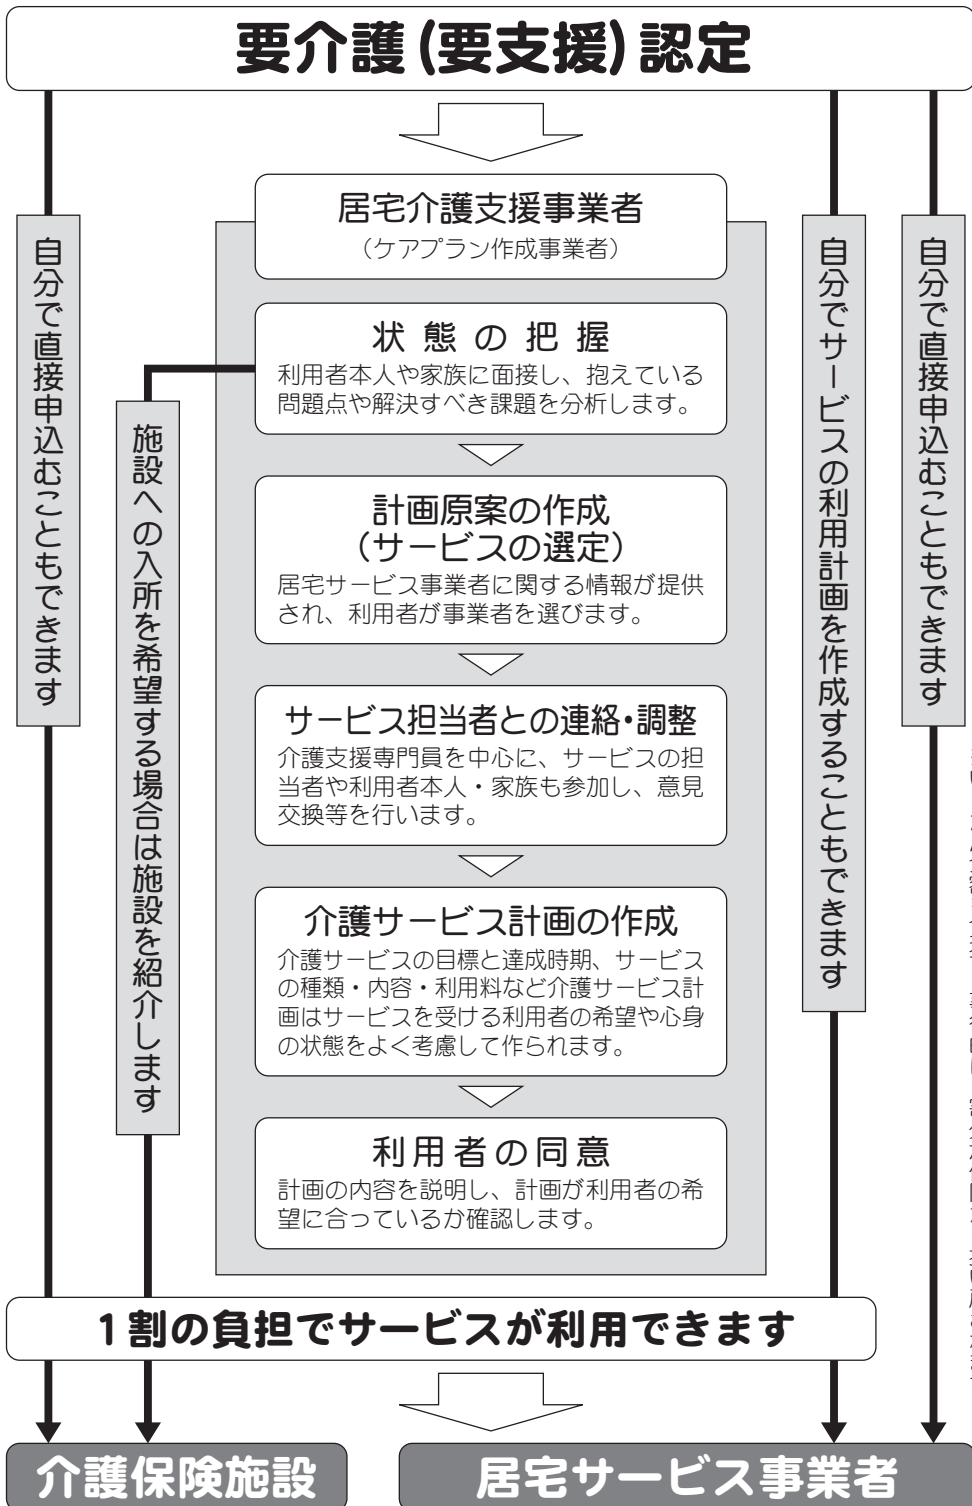 要介護(要支援)認定
居宅介護支援事業者
(ケアプラン作成事業者)
状態の把握
利用者本人や家族に面接し、抱えている
問題点や解決すべき課題を分析します。
計画原案の作成
(サービスの選定)
居宅サービス事業者に関する情報が提供
され、利用者が事業者を選びます。
サービス担当者との連絡・調整
介護支援専門員を中心に、サービスの担
当者や利用者本人・家族も参加し、意見
交換等を行います。
介護サービス計画の作成
介護サービスの目標と達成時期、サービス
の種類・内容・利用料など介護サービス計
画はサービスを受ける利用者の希望や心身
の状態をよく考慮して作られます。
利用者の同意
計画の内容を説明し、計画が利用者の希
望に合っているか確認します。
自分で直接申込むこともできます
施設への入所を希望する場合は施設を紹介します
自分でサービスの利用計画を作成することもできます
自分で直接申込むこともできます
1割の負担でサービスが利用できます
介護保険施設
居宅サービス事業者